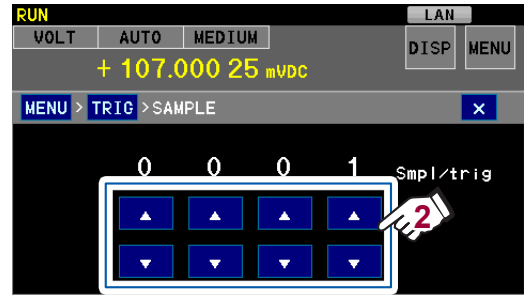 RUN LAN
VOLT AUTO MEDIUM DISP MENU
+ 107.000 25 mVDC
MENU > TRIG >SAMPLE ×
0 0 0 1 Smpl/trig
▲ ▲ ▲ ▲ 2
▼ ▼ ▼ ▼